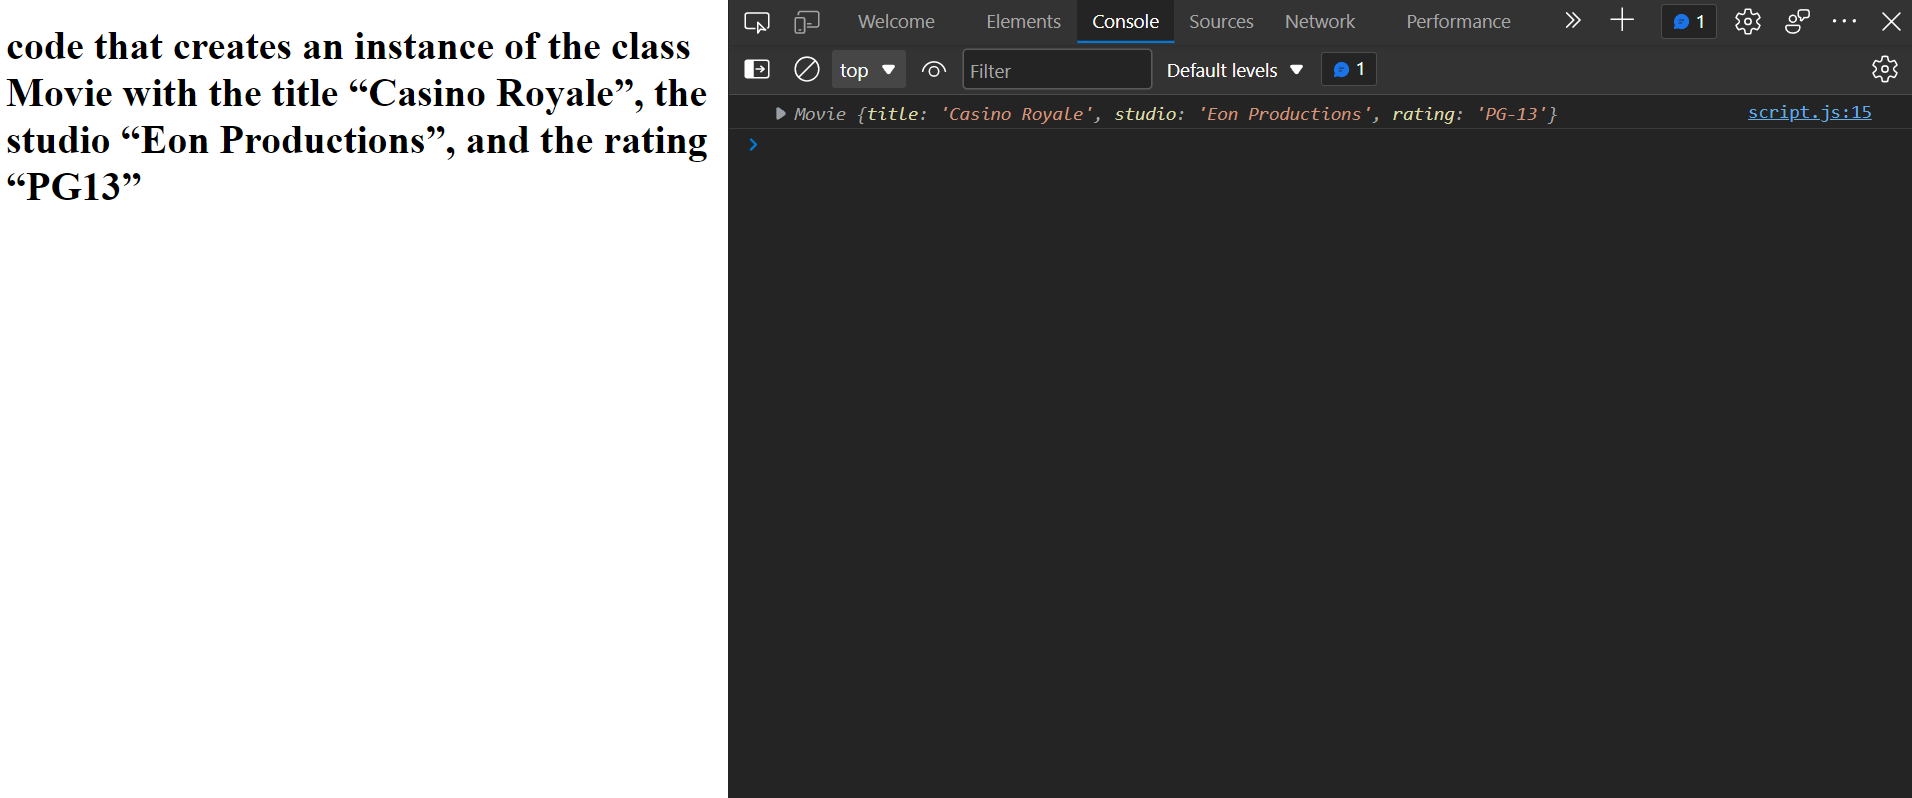 code that creates an instance of the class
Movie with the title “Casino Royale”, the
studio “Eon Productions”, and the rating
“PG13”
Welcome Elements Console Sources Network Performance 1
top Filter Default levels 1
Movie {title: 'Casino Royale', studio: 'Eon Productions', rating: 'PG-13'} script.js:15